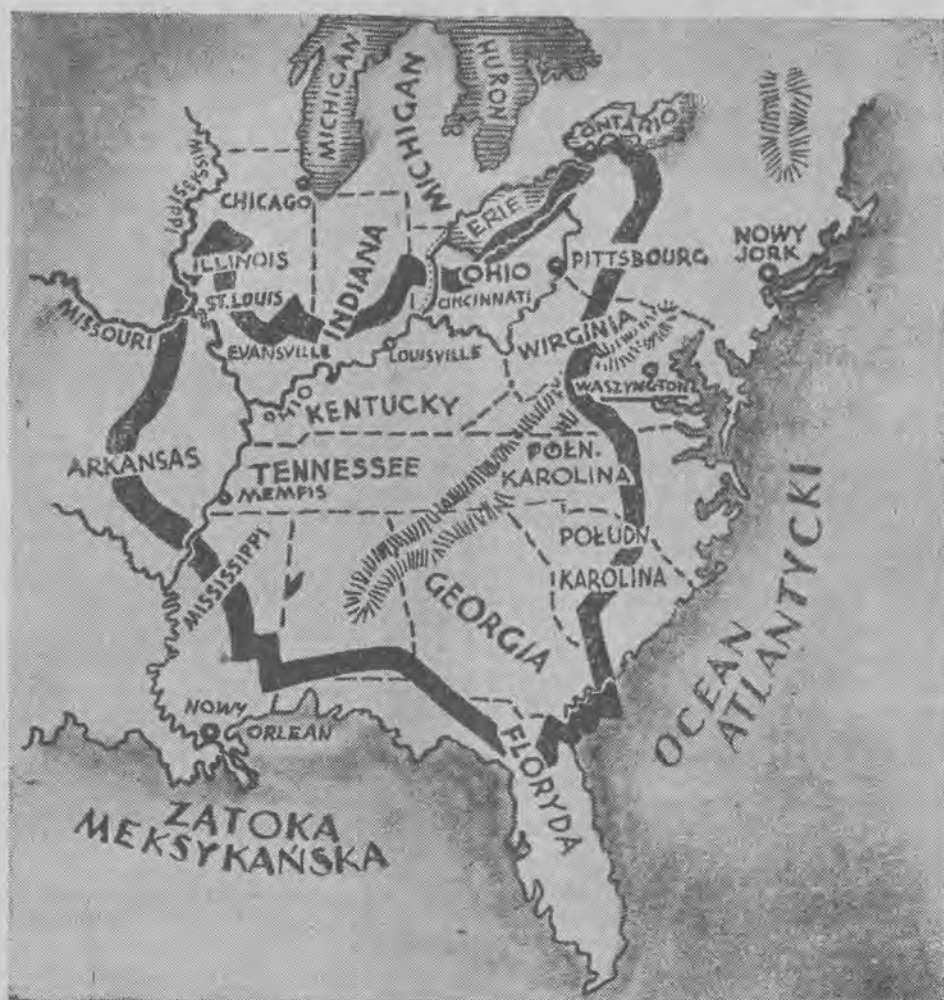 MICHIGAN
MICHIGAN
HURON
ONTARIO
MISSISSIPPI
CHICAGO
ERIE
NOWY
JORK
ILLINOIS
INDIANA
OHIO
PITTSBOURG
ST. LOUIS
CINCINNATI
MISSOURI
EVANSVILLE
LOUISVILLE
WIRGINIA
WASZYNGTON
OHIO
KENTUCKY
ARKANSAS
TENNESSEE
PÓŁN.
KAROLINA
MEMPIS
MISSISSIPPI
POŁUDN
KAROLINA
GEORGIA
OCEAN
ATLANTYCKI
NOWY
ORLEAN
FLORYDA
ZATOKA
MEKSYKAŃSKA